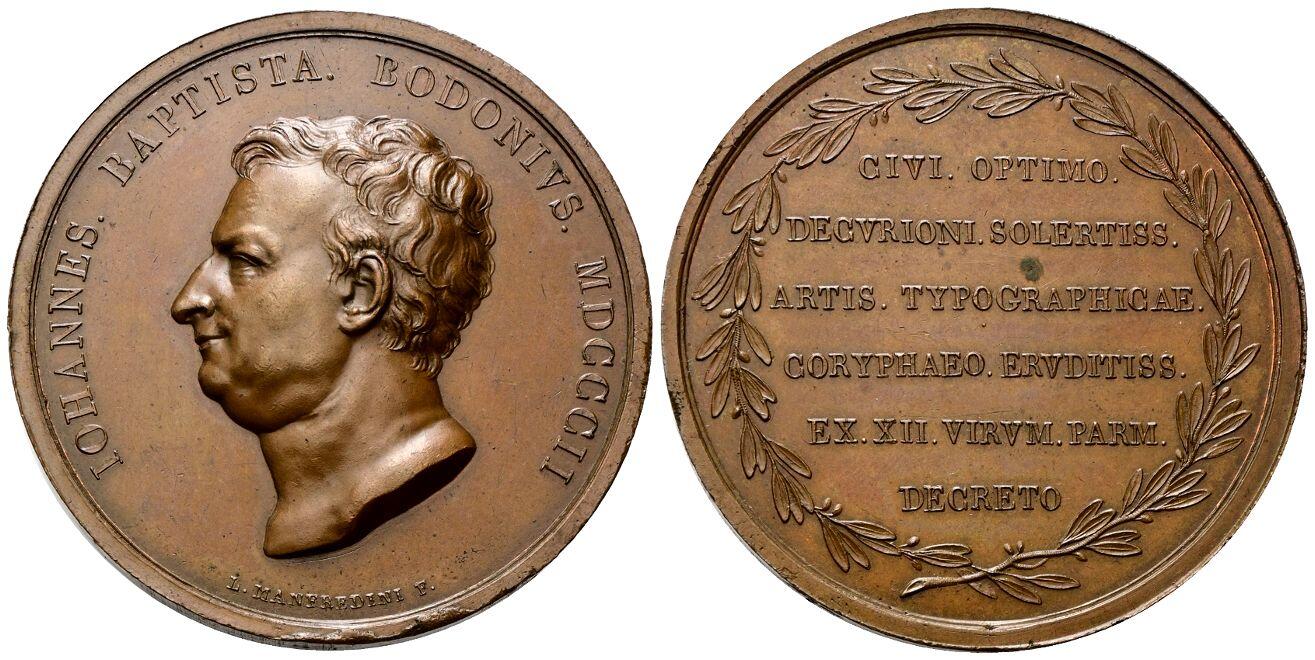 IOHANNES. BAPTISTA. BODONIVS. MDCCCII
L. MANFREDINI F.
CIVI. OPTIMO.
DECVRIONI. SOLERTISS.
ARTIS. TYPOGRAPHICAE.
CORYPHAEO. ERVDITISS.
EX. XII. VIRVM. PARM.
DECRETO